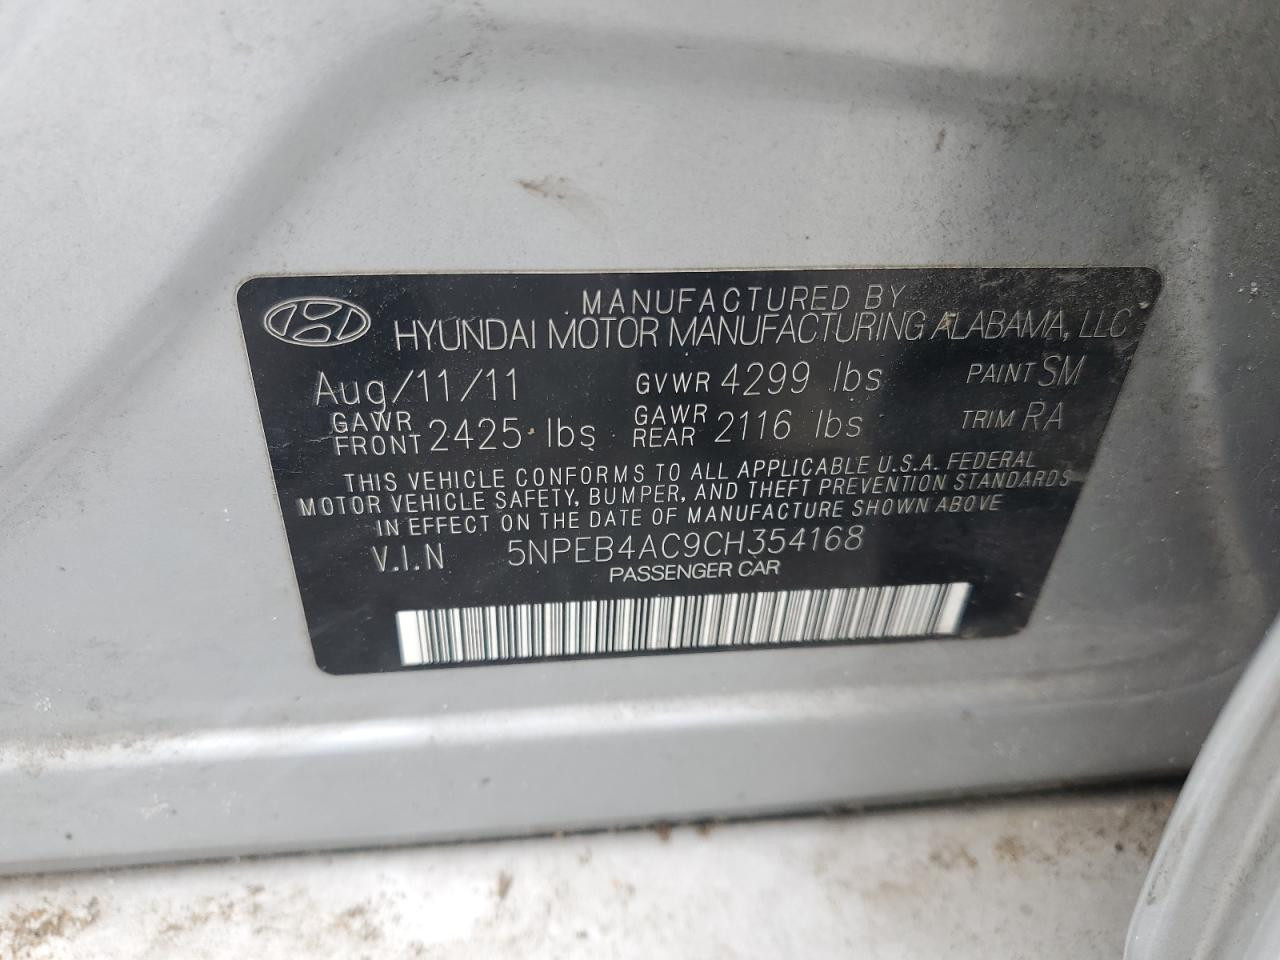 MANUFACTURED BY
HYUNDAI MOTOR MANUFACTURING ALABAMA, LLC
Aug/11/11 GVWR 4299 lbs PAINT SM
GAWR FRONT 2425 lbs GAWR REAR 2116 lbs TRIM RA
THIS VEHICLE CONFORMS TO ALL APPLICABLE U.S.A. FEDERAL
MOTOR VEHICLE SAFETY, BUMPER, AND THEFT PREVENTION STANDARDS
IN EFFECT ON THE DATE OF MANUFACTURE SHOWN ABOVE
V.I.N 5NPEB4AC9CH354168
PASSENGER CAR